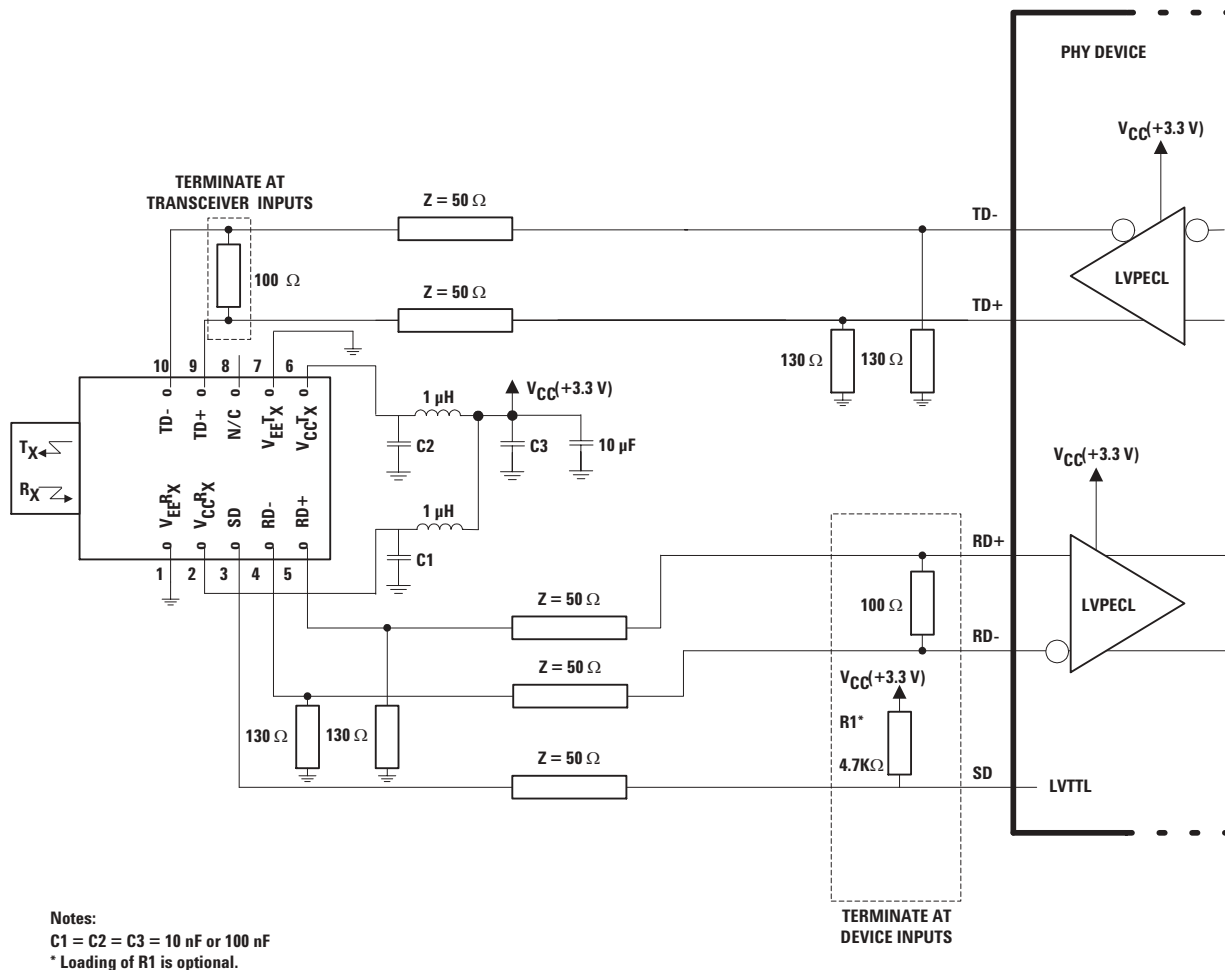 PHY DEVICE
VCC(+3.3 V)
TERMINATE AT
TRANSCEIVER INPUTS
Z = 50 Ω
TD-
LVPECL
100 Ω
Z = 50 Ω
TD+
130 Ω
130 Ω
10
9
8
7
6
TD-
TD+
N/C
VEETX
VCCTX
VCC(+3.3 V)
1 µH
C2
C3
10 µF
TX
RX
VEERX
VCCRX
SD
RD-
RD+
1 µH
C1
1
2
3
4
5
VCC(+3.3 V)
RD+
Z = 50 Ω
100 Ω
LVPECL
RD-
Z = 50 Ω
VCC(+3.3 V)
130 Ω
130 Ω
R1*
4.7KΩ
Z = 50 Ω
SD
LVTTL
TERMINATE AT
DEVICE INPUTS
Notes:
C1 = C2 = C3 = 10 nF or 100 nF
* Loading of R1 is optional.